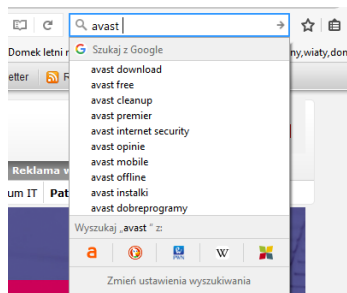 avast
Szukaj z Google
Domek letni r
ny,wiaty,don
avast download
etter
R
avast free
avast cleanup
avast premier
avast internet security
avast opinie
avast mobile
Reklama w
avast offline
um IT Pat
avast instalki
avast dobreprogramy
Wyszukaj „avast " z:
a
PWN
W
Zmień ustawienia wyszukiwania